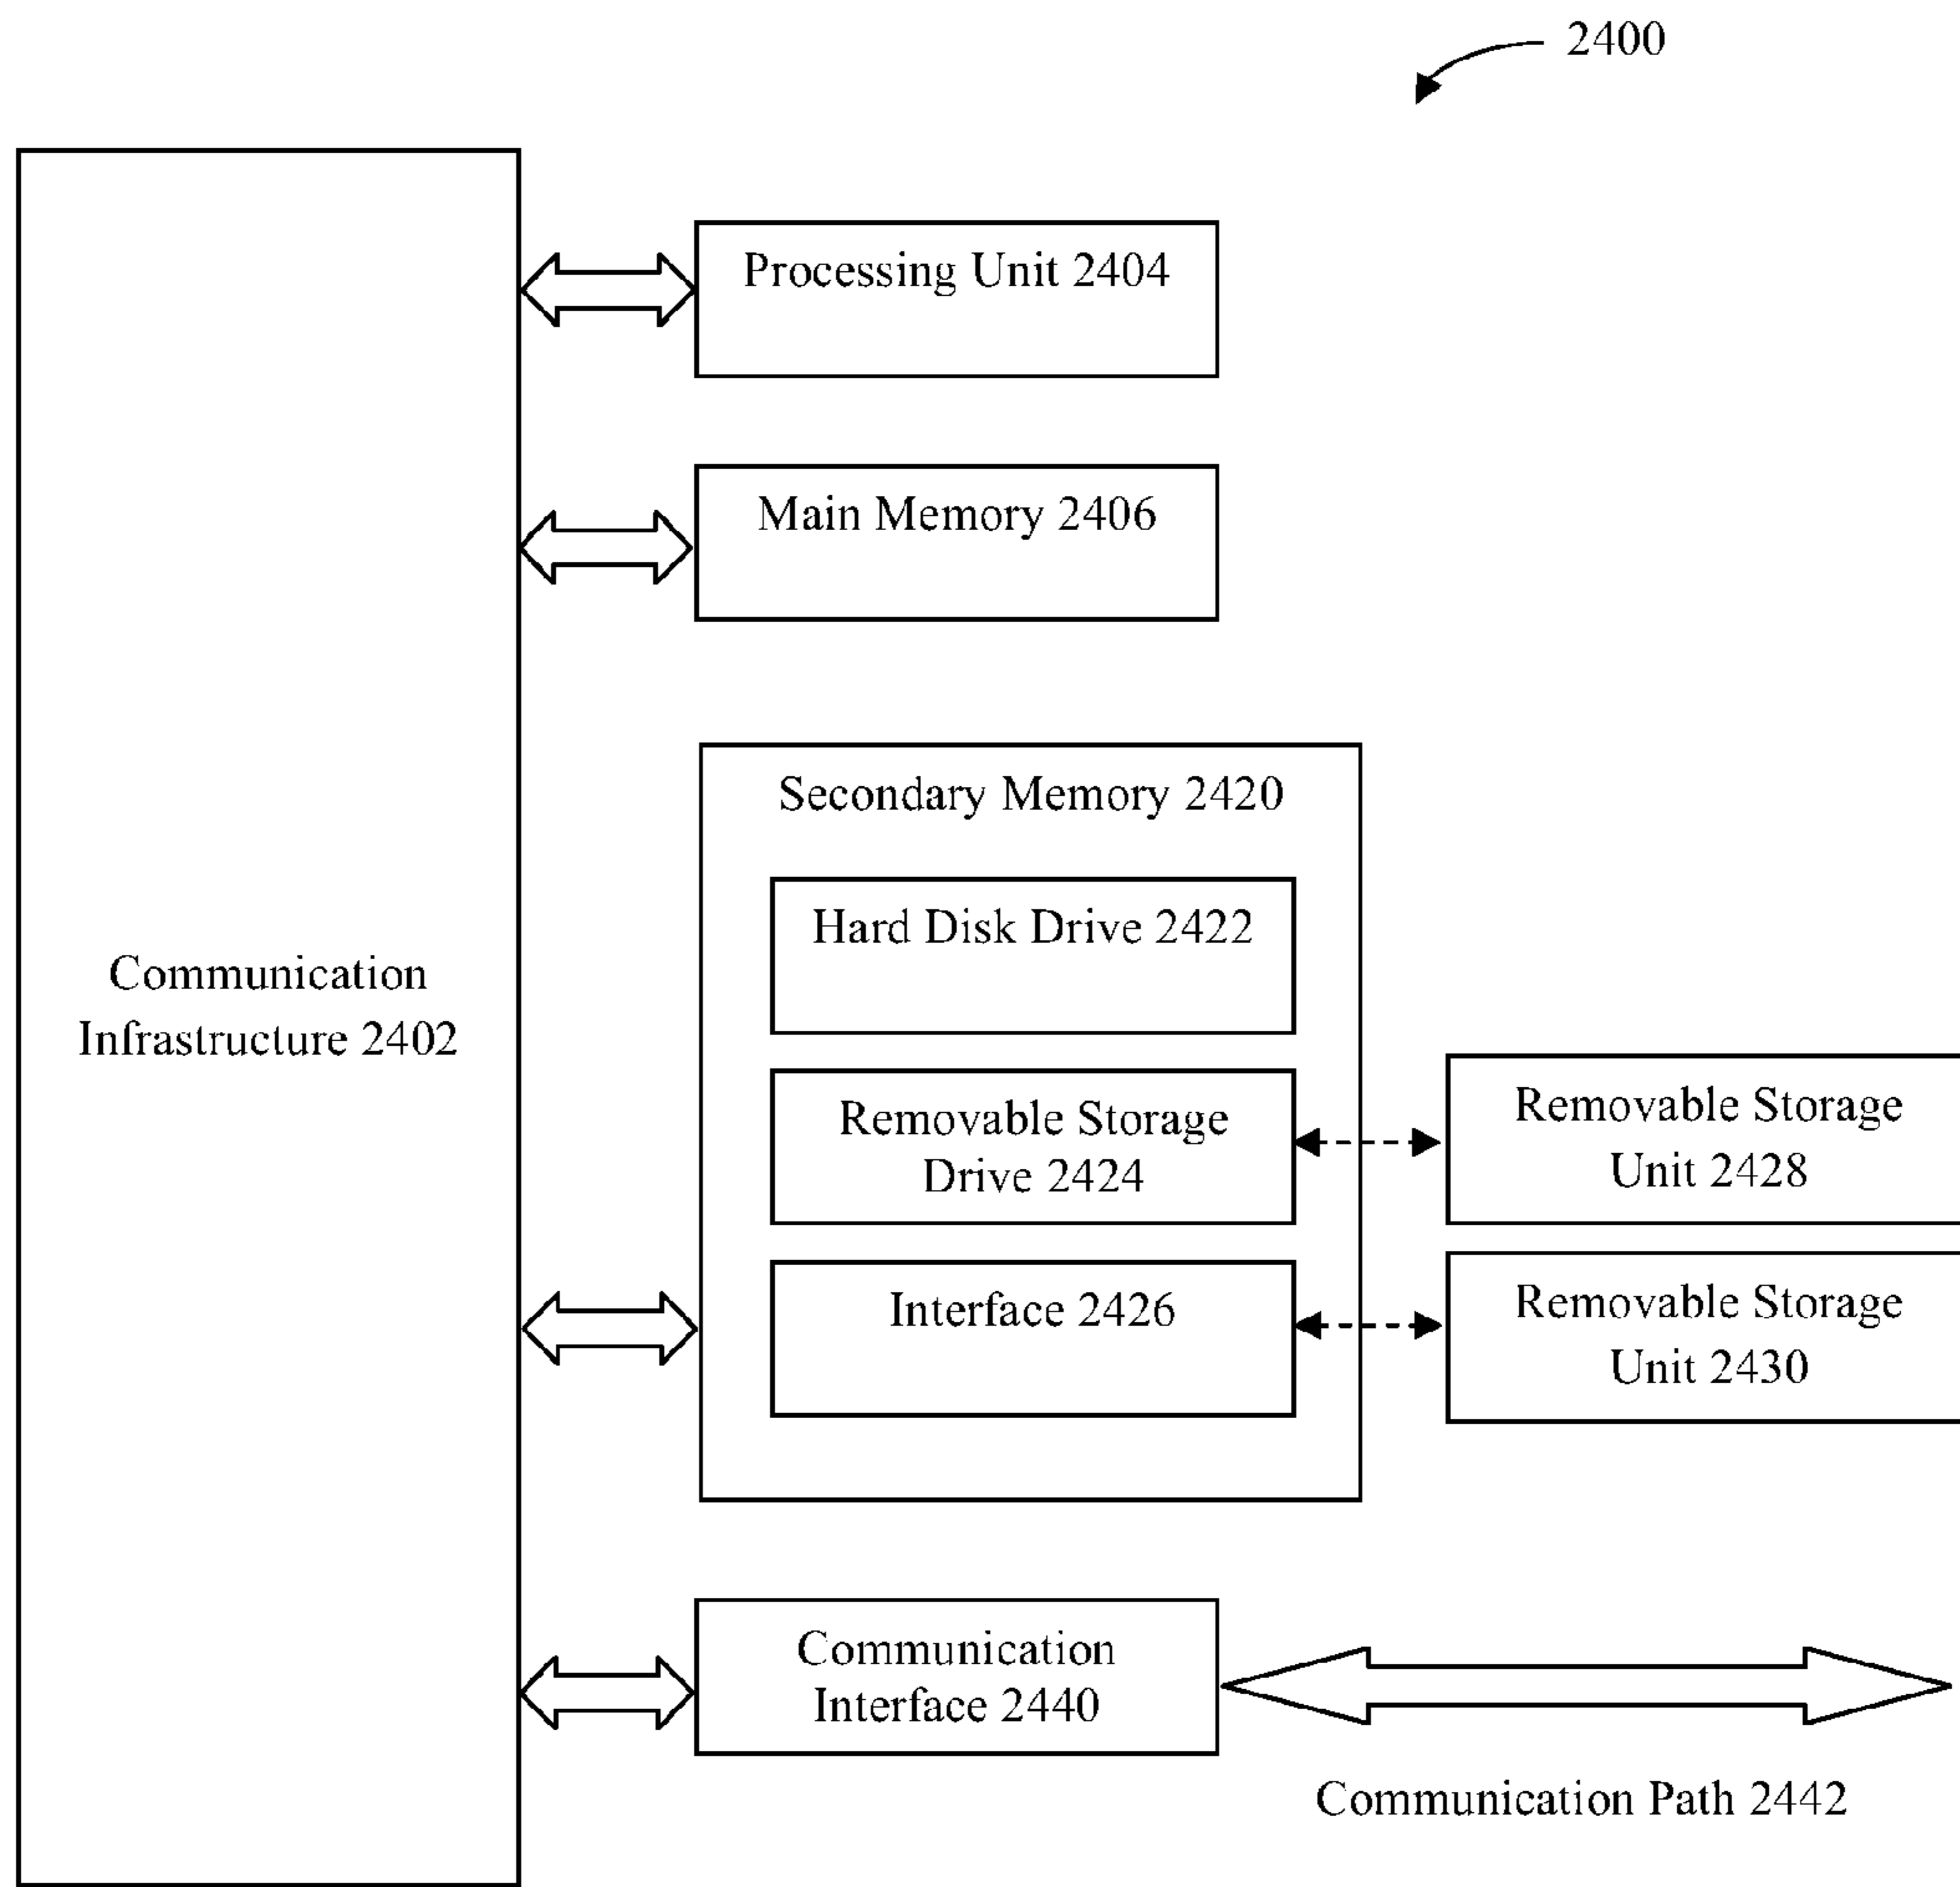 2400
Processing Unit 2404
Main Memory 2406
Secondary Memory 2420
Hard Disk Drive 2422
Communication
Infrastructure 2402
Removable Storage
Drive 2424
Removable Storage
Unit 2428
Interface 2426
Removable Storage
Unit 2430
Communication
Interface 2440
Communication Path 2442